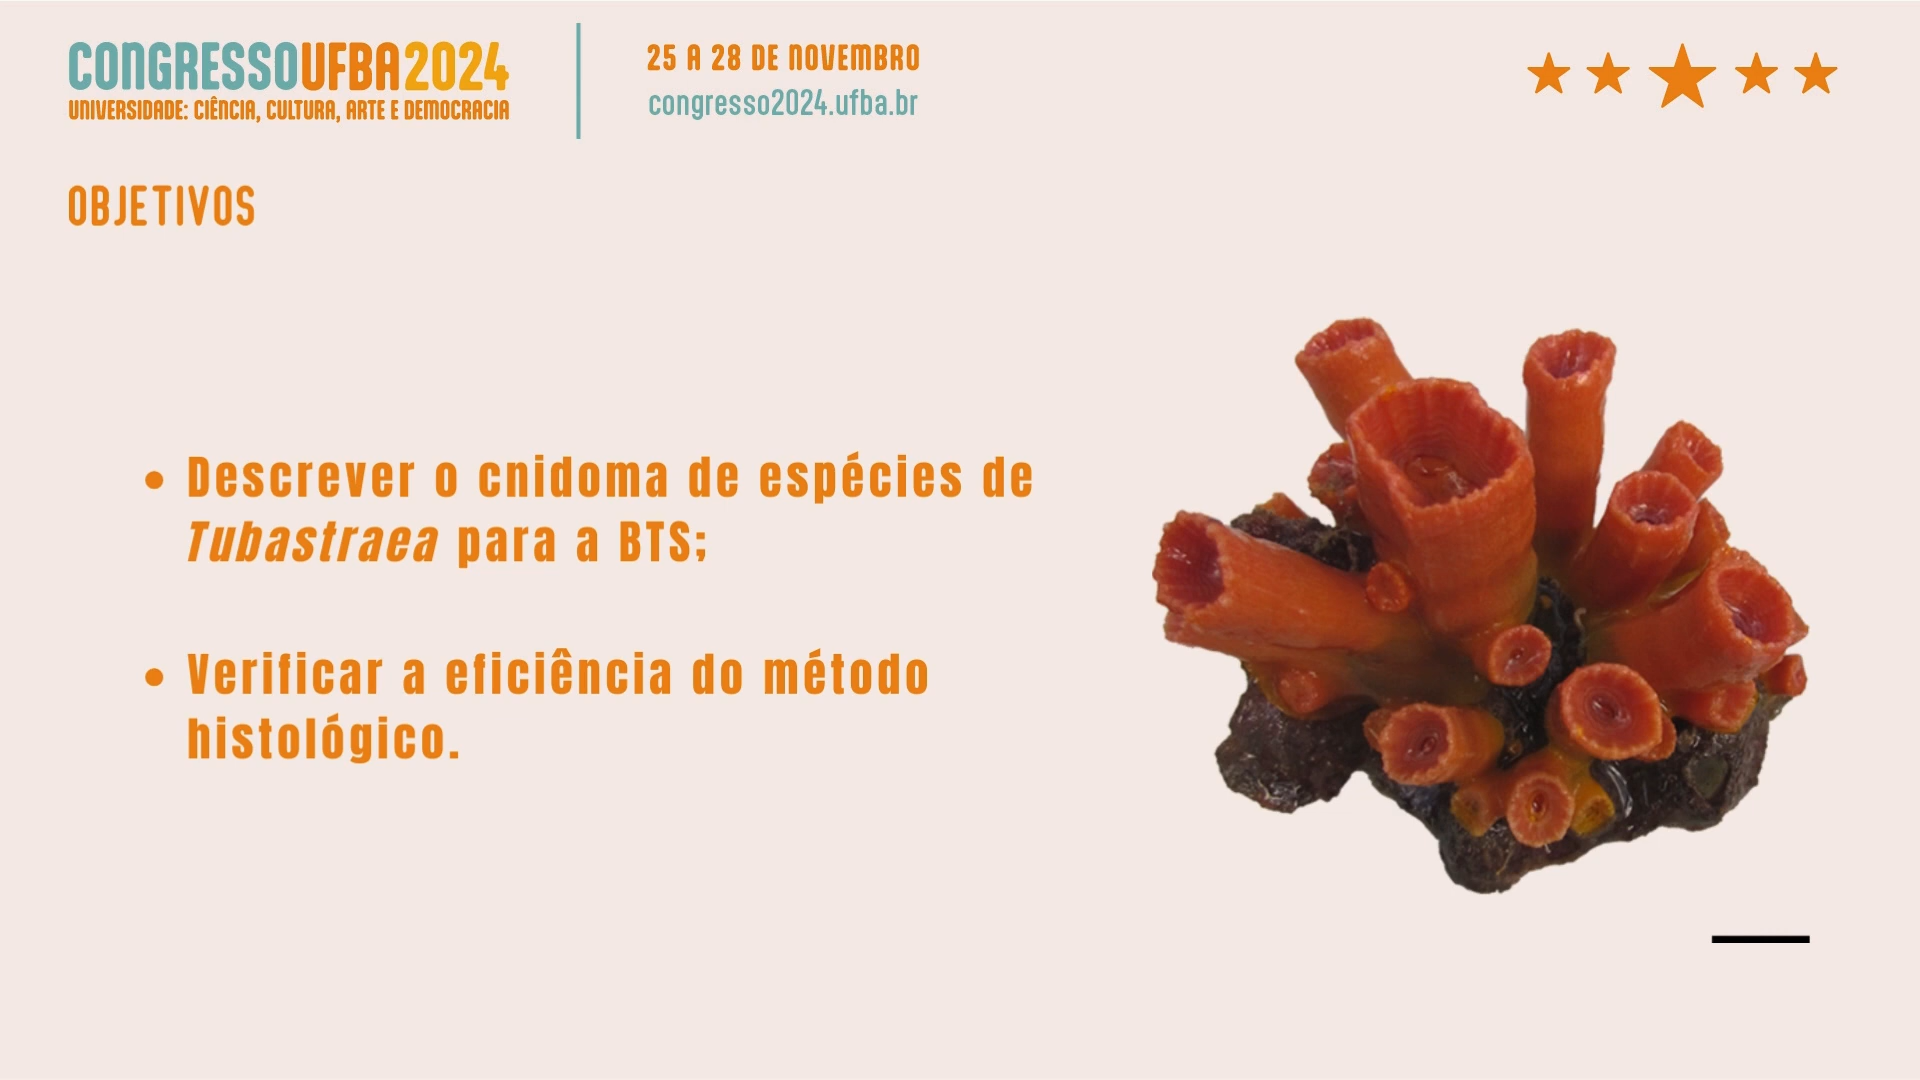 CONGRESSOUFBA2024
UNIVERSIDADE: CIÊNCIA, CULTURA, ARTE E DEMOCRACIA
25 A 28 DE NOVEMBRO
congresso2024.ufba.br
OBJETIVOS
• Descrever o cnidoma de espécies de
Tubastraea para a BTS;
• Verificar a eficiência do método
histológico.